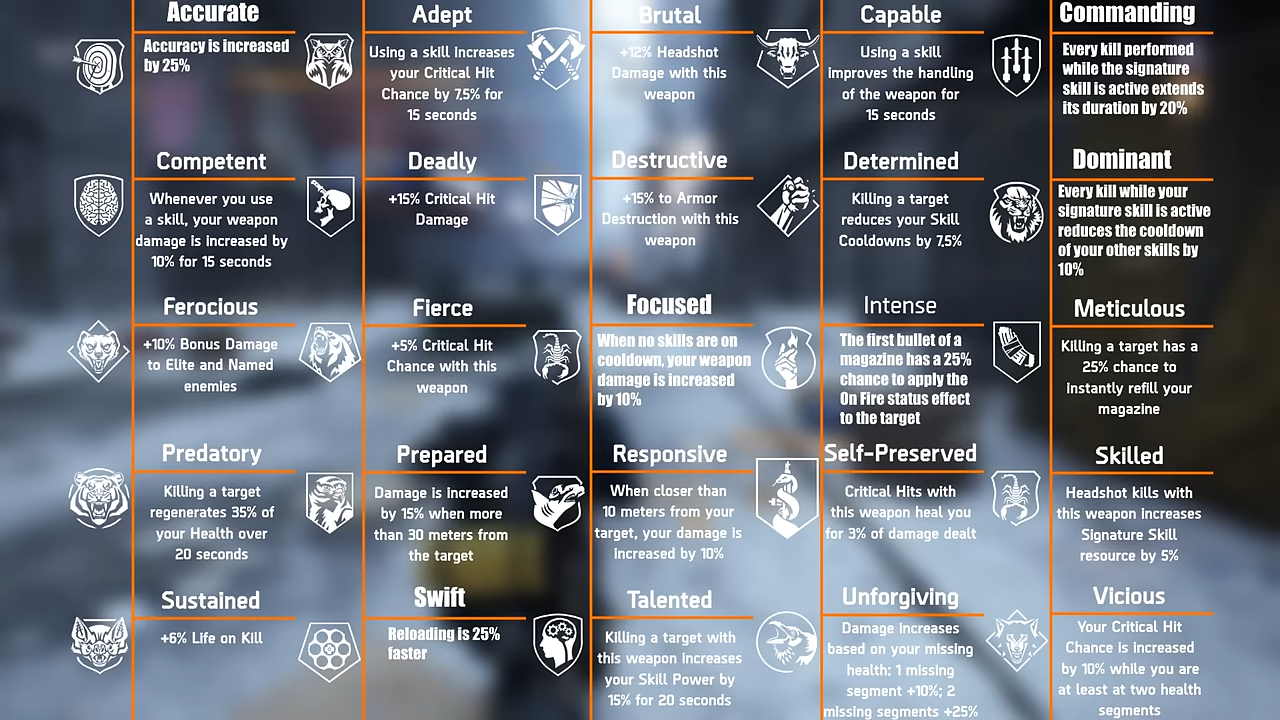 Accurate
Accuracy is increased
by 25%
Adept
Using a skill increases
your Critical Hit
Chance by 7.5% for
15 seconds
Brutal
+12% Headshot
Damage with this
weapon
Capable
Using a skill
improves the handling
of the weapon for
15 seconds
Commanding
Every kill performed
while the signature
skill is active extends
its duration by 20%
Competent
Whenever you use
a skill, your weapon
damage is increased by
10% for 15 seconds
Deadly
+15% Critical Hit
Damage
Destructive
+15% to Armor
Destruction with this
weapon
Determined
Killing a target
reduces your Skill
Cooldowns by 7.5%
Dominant
Every kill while your
signature skill is active
reduces the cooldown
of your other skills by
10%
Ferocious
+10% Bonus Damage
to Elite and Named
enemies
Fierce
+5% Critical Hit
Chance with this
weapon
Focused
When no skills are on
cooldown, your weapon
damage is increased
by 10%
Intense
The first bullet of a
magazine has a 25%
chance to apply the
On Fire status effect
to the target
Meticulous
Killing a target has a
25% chance to
instantly refill your
magazine
Predatory
Killing a target
regenerates 35% of
your Health over
20 seconds
Prepared
Damage is increased
by 15% when more
than 30 meters from
the target
Responsive
When closer than
10 meters from your
target, your damage is
increased by 10%
Self-Preserved
Critical Hits with
this weapon heal you
for 3% of damage dealt
Skilled
Headshot kills with
this weapon increases
Signature Skill
resource by 5%
Sustained
+6% Life on Kill
Swift
Reloading is 25%
faster
Talented
Killing a target with
this weapon increases
your Skill Power by
15% for 20 seconds
Unforgiving
Damage increases
based on your missing
health: 1 missing
segment +10%; 2
missing segments +25%
Vicious
Your Critical Hit
Chance is increased
by 10% while you are
at least at two health
segments